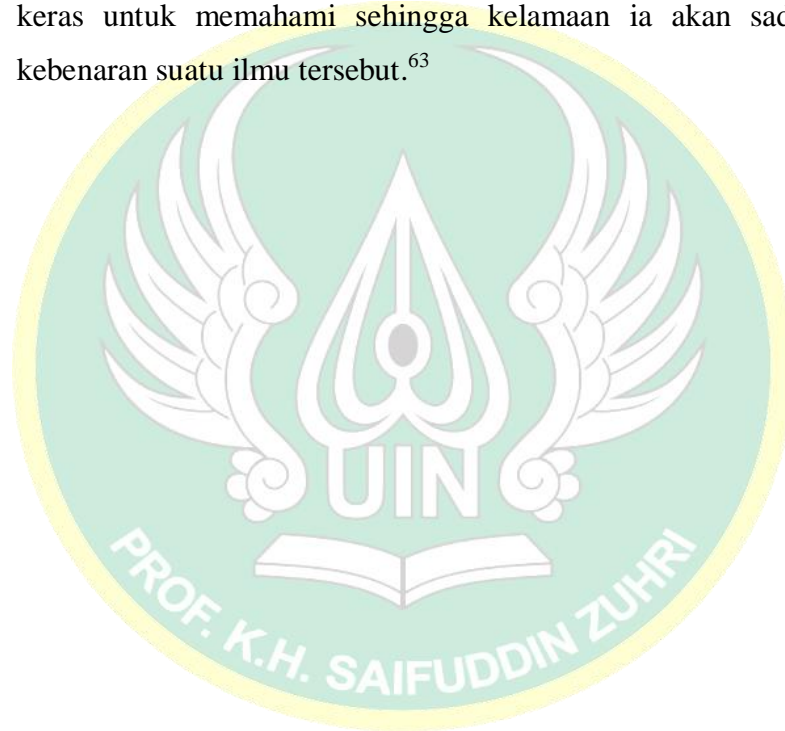 keras untuk memahami sehingga kelamaan ia akan
kebenaran suatu ilmu tersebut.⁶³
UIN
PROF. K.H. SAIFUDDIN ZUHRI